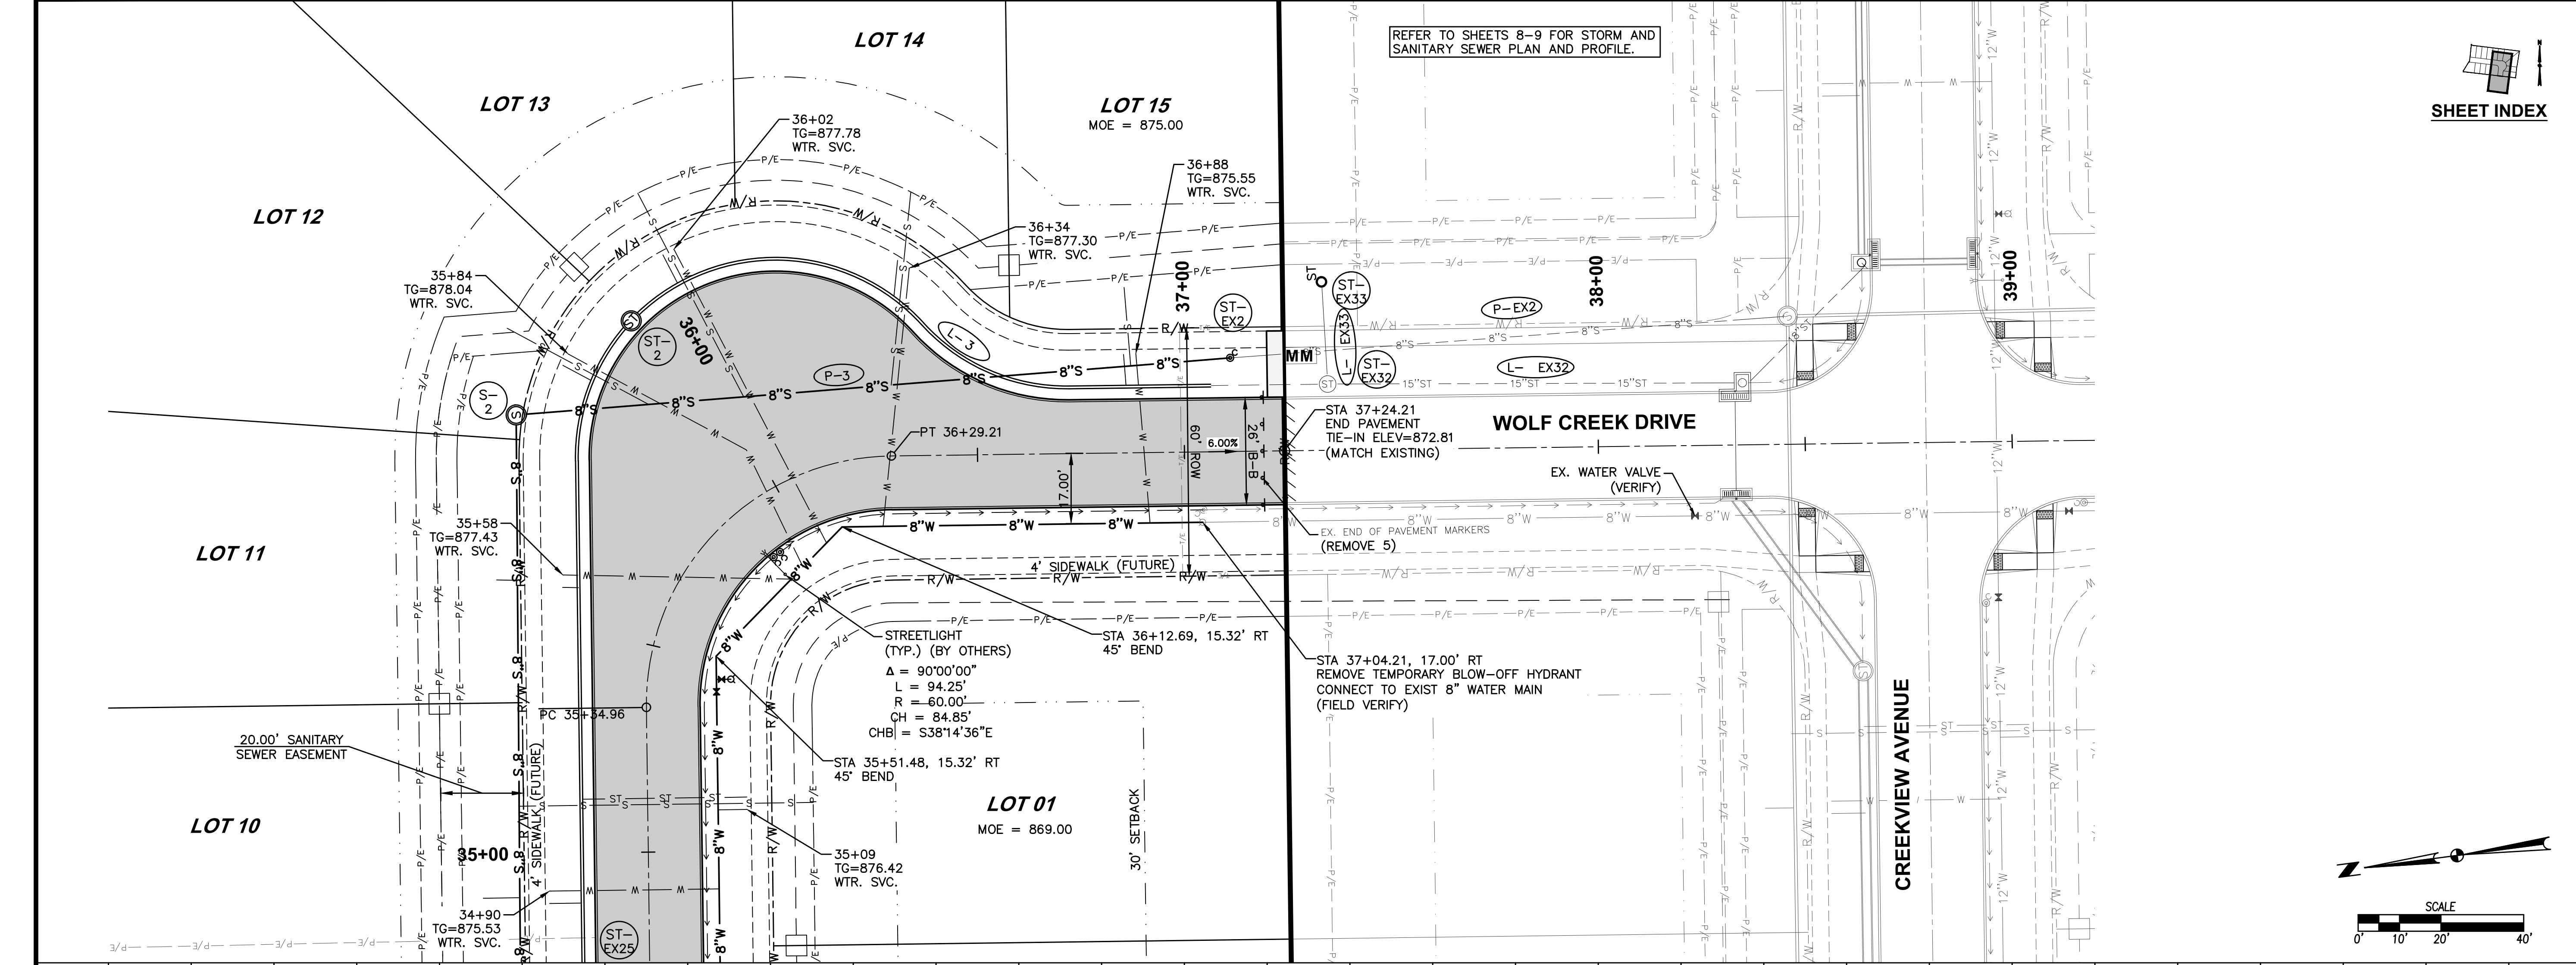 REFER TO SHEETS 8-9 FOR STORM AND
SANITARY SEWER PLAN AND PROFILE.
SHEET INDEX
LOT 14
LOT 13
LOT 15
MOE = 875.00
LOT 12
36+02
TG=877.78
WTR. SVC.
36+88
TG=875.55
WTR. SVC.
36+34
TG=877.30
WTR. SVC.
35+84
TG=878.04
WTR. SVC.
36+00
37+00
38+00
39+00
ST-
2
S-
2
L-3
P-3
ST-
EX2
ST
ST-
EX33
L-
EX33
ST-
EX32
P-EX2
L- EX32
MM
8"S
15"ST
18"ST
12"W
8"W
P/E
R/W
PT 36+29.21
17.00'
60' ROW
6.00%
26' B-B
STA 37+24.21
END PAVEMENT
TIE-IN ELEV=872.81
(MATCH EXISTING)
WOLF CREEK DRIVE
EX. WATER VALVE
(VERIFY)
EX. END OF PAVEMENT MARKERS
(REMOVE 5)
LOT 11
35+58
TG=877.43
WTR. SVC.
4' SIDEWALK (FUTURE)
STREETLIGHT
(TYP.) (BY OTHERS)
Δ = 90°00'00"
L = 94.25'
R = 60.00'
CH = 84.85'
CHB = S38°14'36"E
STA 36+12.69, 15.32' RT
45° BEND
STA 37+04.21, 17.00' RT
REMOVE TEMPORARY BLOW-OFF HYDRANT
CONNECT TO EXIST 8" WATER MAIN
(FIELD VERIFY)
PC 35+34.96
20.00' SANITARY
SEWER EASEMENT
4' SIDEWALK (FUTURE)
STA 35+51.48, 15.32' RT
45° BEND
LOT 01
MOE = 869.00
30' SETBACK
CREEKVIEW AVENUE
LOT 10
35+00
35+09
TG=876.42
WTR. SVC.
34+90
TG=875.53
WTR. SVC.
ST-
EX25
SCALE
0' 10' 20' 40'